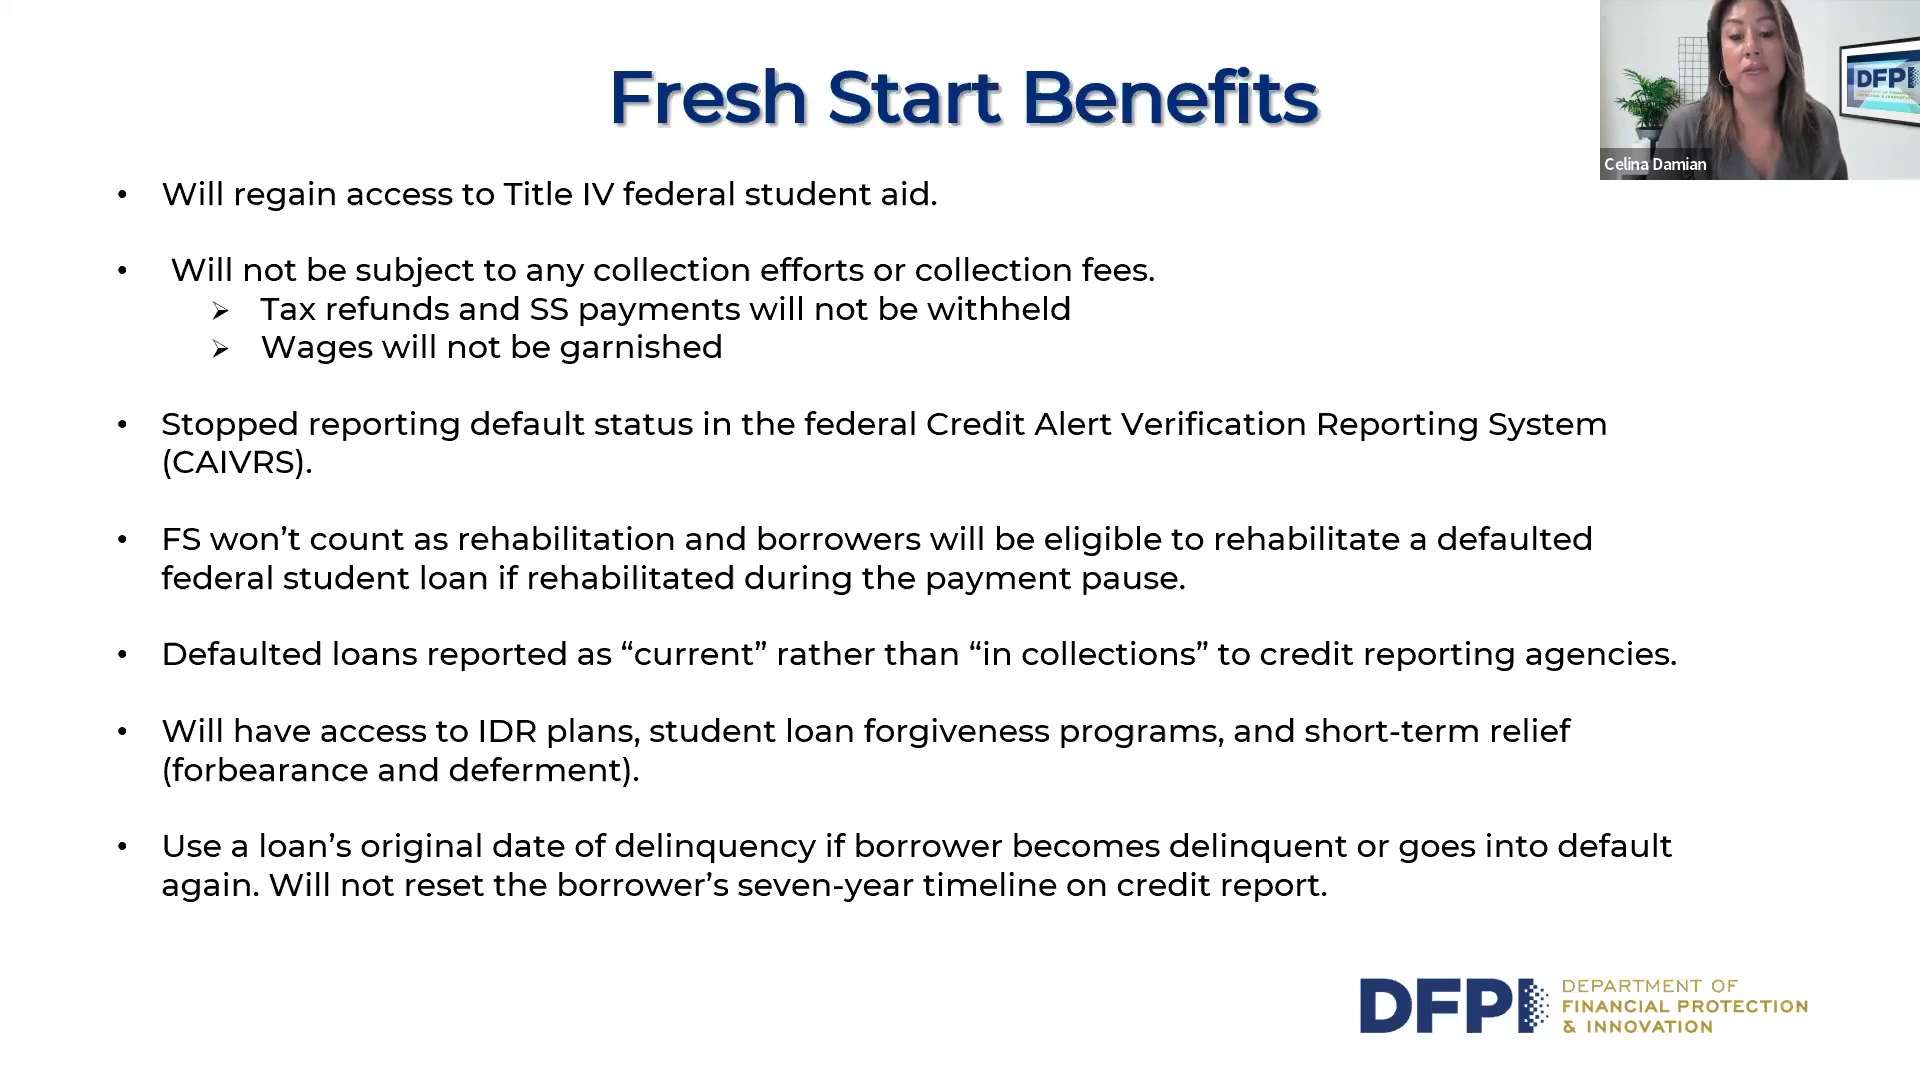 Fresh Start Benefits
DFPI
Celina Damian
• Will regain access to Title IV federal student aid.
• Will not be subject to any collection efforts or collection fees.
➢ Tax refunds and SS payments will not be withheld
➢ Wages will not be garnished
• Stopped reporting default status in the federal Credit Alert Verification Reporting System
(CAIVRS).
• FS won’t count as rehabilitation and borrowers will be eligible to rehabilitate a defaulted
federal student loan if rehabilitated during the payment pause.
• Defaulted loans reported as “current” rather than “in collections” to credit reporting agencies.
• Will have access to IDR plans, student loan forgiveness programs, and short-term relief
(forbearance and deferment).
• Use a loan’s original date of delinquency if borrower becomes delinquent or goes into default
again. Will not reset the borrower’s seven-year timeline on credit report.
DFPI
DEPARTMENT OF
FINANCIAL PROTECTION
& INNOVATION